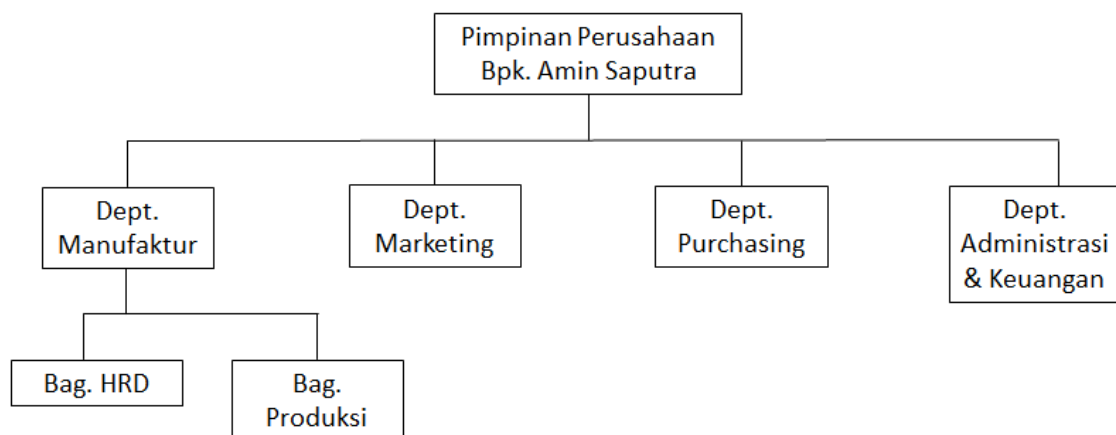 Pimpinan Perusahaan
Bpk. Amin Saputra
Dept.
Manufaktur
Dept.
Marketing
Dept.
Purchasing
Dept.
Administrasi
& Keuangan
Bag. HRD
Bag.
Produksi